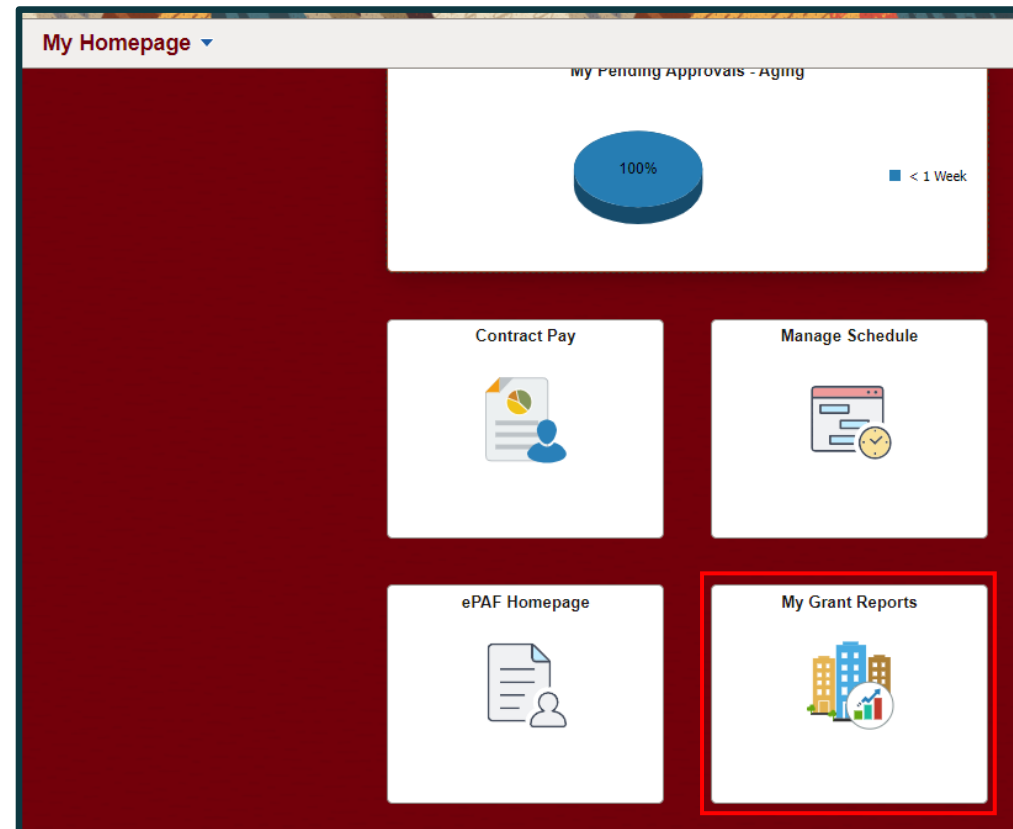 My Homepage
My Pending Approvals - Aging
100%
< 1 Week
Contract Pay
Manage Schedule
ePAF Homepage
My Grant Reports